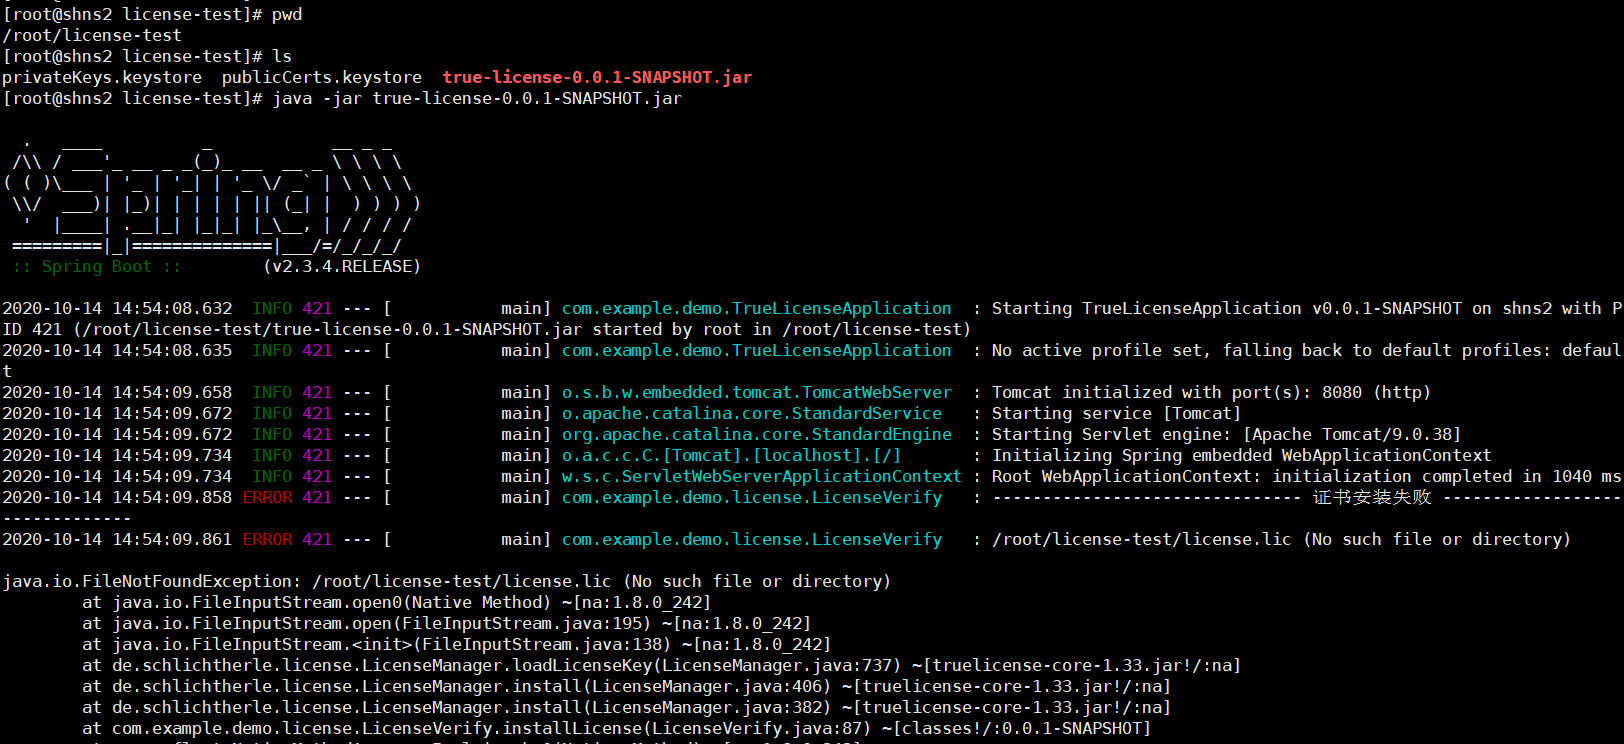 [root@shns2 license-test]# pwd
/root/license-test
[root@shns2 license-test]# ls
privateKeys.keystore  publicCerts.keystore  true-license-0.0.1-SNAPSHOT.jar
[root@shns2 license-test]# java -jar true-license-0.0.1-SNAPSHOT.jar
  .   ____          _            __ _ _
 /\\ / ___'_ __ _ _(_)_ __  __ _ \ \ \ \
( ( )\___ | '_ | '_| | '_ \/ _` | \ \ \ \
 \\/  ___)| |_)| | | | | || (_| |  ) ) ) )
  '  |____| .__|_| |_|_| |_\__, | / / / /
 =========|_|==============|___/=/_/_/_/
 :: Spring Boot ::        (v2.3.4.RELEASE)
2020-10-14 14:54:08.632  INFO 421 --- [           main] com.example.demo.TrueLicenseApplication  : Starting TrueLicenseApplication v0.0.1-SNAPSHOT on shns2 with P
ID 421 (/root/license-test/true-license-0.0.1-SNAPSHOT.jar started by root in /root/license-test)
2020-10-14 14:54:08.635  INFO 421 --- [           main] com.example.demo.TrueLicenseApplication  : No active profile set, falling back to default profiles: defaul
t
2020-10-14 14:54:09.658  INFO 421 --- [           main] o.s.b.w.embedded.tomcat.TomcatWebServer  : Tomcat initialized with port(s): 8080 (http)
2020-10-14 14:54:09.672  INFO 421 --- [           main] o.apache.catalina.core.StandardService   : Starting service [Tomcat]
2020-10-14 14:54:09.672  INFO 421 --- [           main] org.apache.catalina.core.StandardEngine  : Starting Servlet engine: [Apache Tomcat/9.0.38]
2020-10-14 14:54:09.734  INFO 421 --- [           main] o.a.c.c.C.[Tomcat].[localhost].[/]       : Initializing Spring embedded WebApplicationContext
2020-10-14 14:54:09.734  INFO 421 --- [           main] w.s.c.ServletWebServerApplicationContext : Root WebApplicationContext: initialization completed in 1040 ms
2020-10-14 14:54:09.858 ERROR 421 --- [           main] com.example.demo.license.LicenseVerify   : ------------------------------- 证书安装失败 ------------------
-------------
2020-10-14 14:54:09.861 ERROR 421 --- [           main] com.example.demo.license.LicenseVerify   : /root/license-test/license.lic (No such file or directory)
java.io.FileNotFoundException: /root/license-test/license.lic (No such file or directory)
        at java.io.FileInputStream.open0(Native Method) ~[na:1.8.0_242]
        at java.io.FileInputStream.open(FileInputStream.java:195) ~[na:1.8.0_242]
        at java.io.FileInputStream.<init>(FileInputStream.java:138) ~[na:1.8.0_242]
        at de.schlichtherle.license.LicenseManager.loadLicenseKey(LicenseManager.java:737) ~[truelicense-core-1.33.jar!/:na]
        at de.schlichtherle.license.LicenseManager.install(LicenseManager.java:406) ~[truelicense-core-1.33.jar!/:na]
        at de.schlichtherle.license.LicenseManager.install(LicenseManager.java:382) ~[truelicense-core-1.33.jar!/:na]
        at com.example.demo.license.LicenseVerify.installLicense(LicenseVerify.java:87) ~[classes!/:0.0.1-SNAPSHOT]